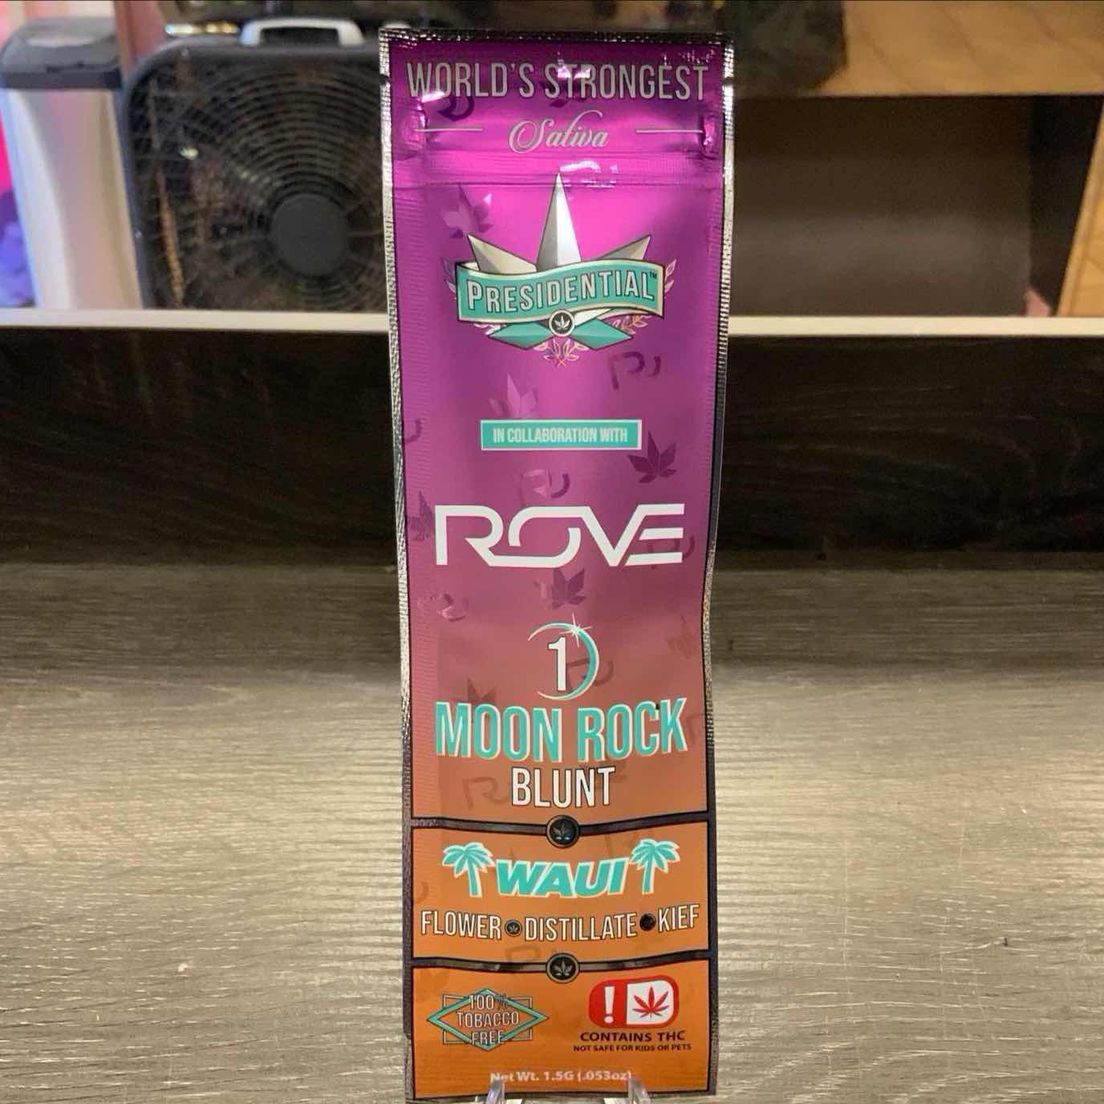 WORLD'S STRONGEST
Sativa
PRESIDENTIAL™
IN COLLABORATION WITH
ROVE
1
MOON ROCK
BLUNT
WAUI
FLOWER DISTILLATE KIEF
100%
TOBACCO
FREE
!
CONTAINS THC
NOT SAFE FOR KIDS OR PETS
Net Wt. 1.5G (.053oz)